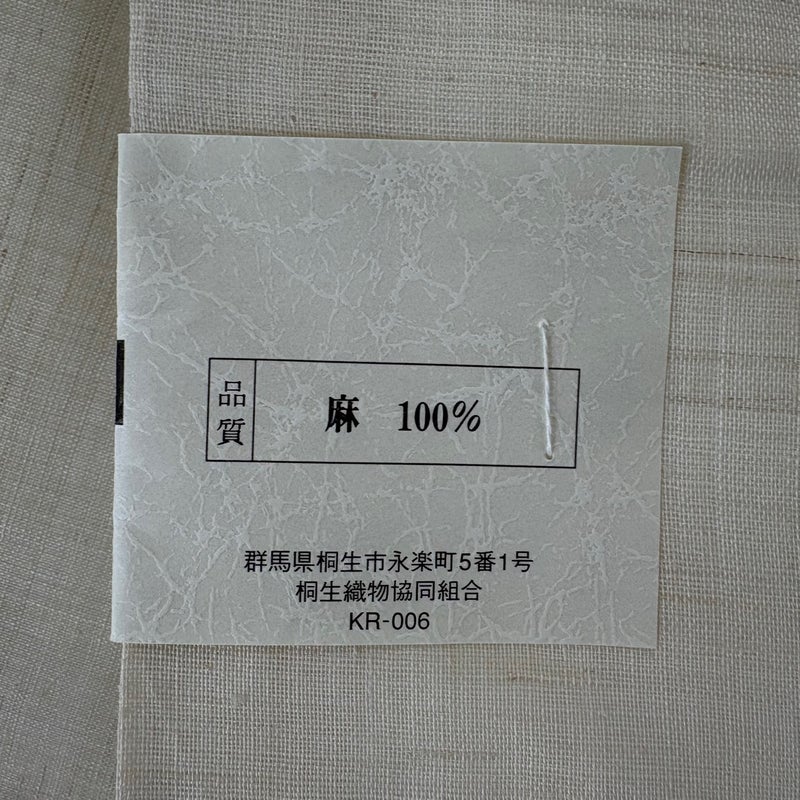 品質
麻 100%
群馬県桐生市永楽町5番1号
桐生織物協同組合
KR-006